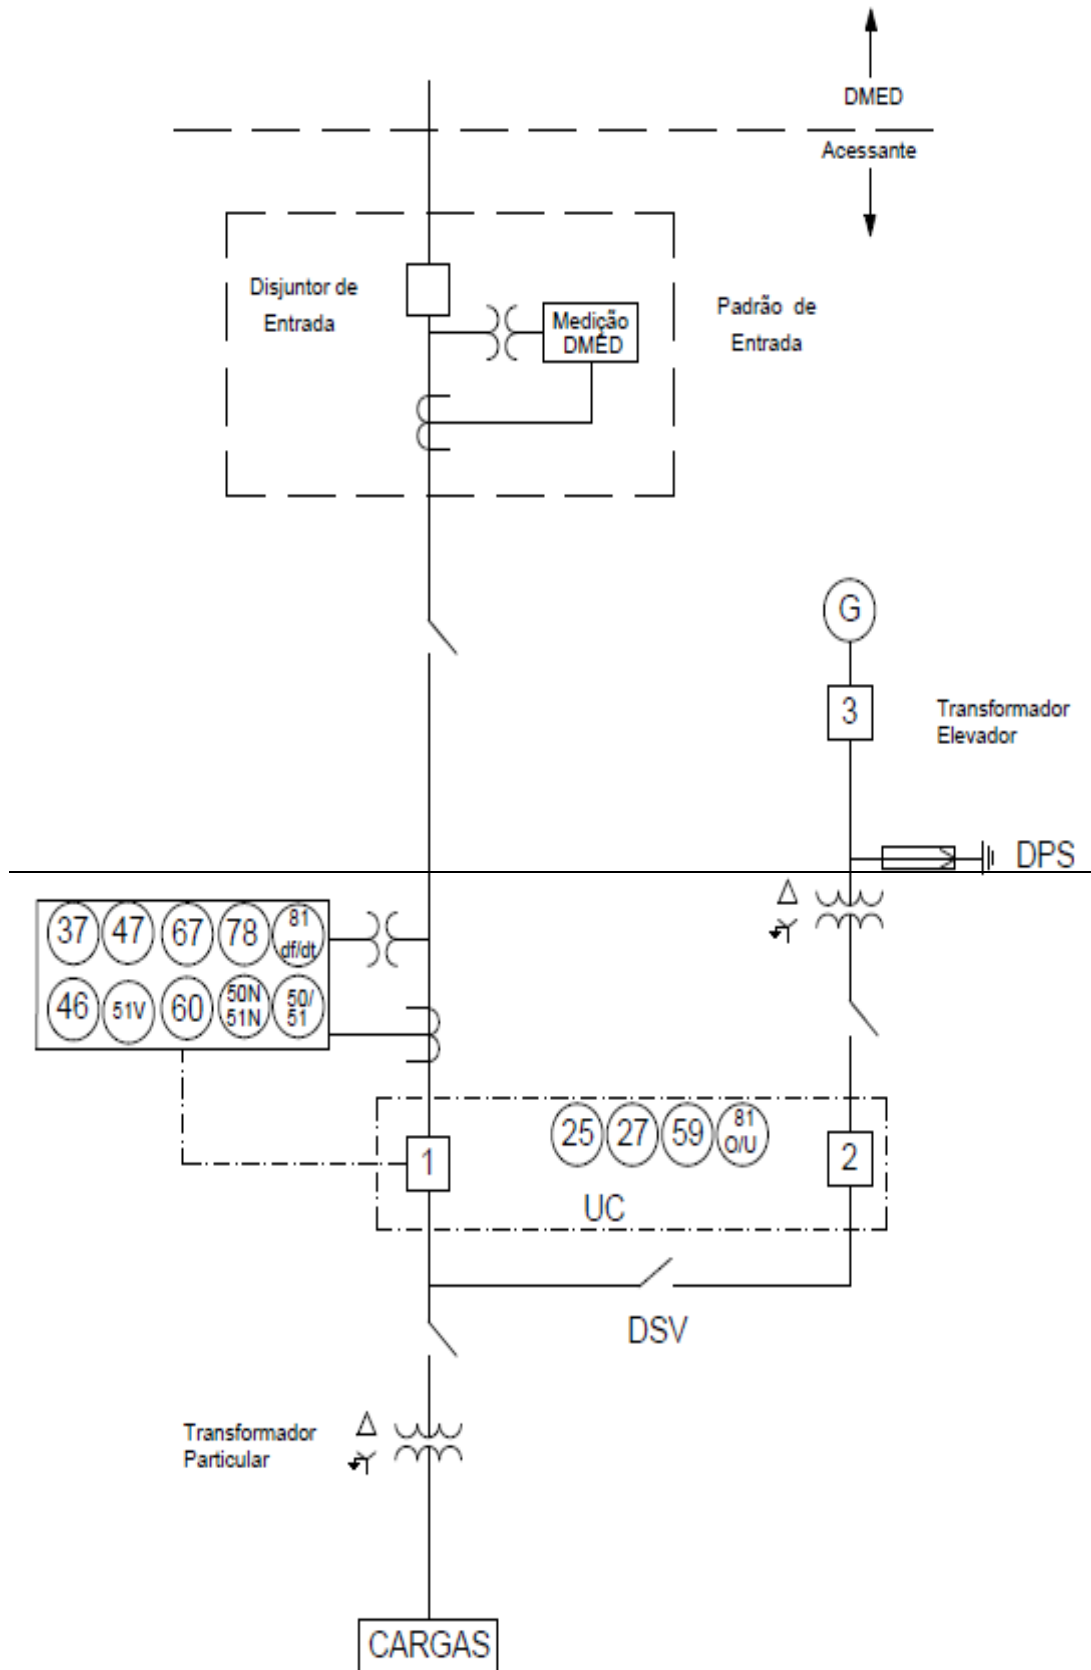 DMED
Acessante
Disjuntor de
Entrada
Medição
DMED
Padrão de
Entrada
G
3
Transformador
Elevador
DPS
37 47 67 78 81 df/dt
46 51V 60 50N 51N 50/ 51
25 27 59 81 O/U
1
2
UC
DSV
Transformador
Particular
CARGAS